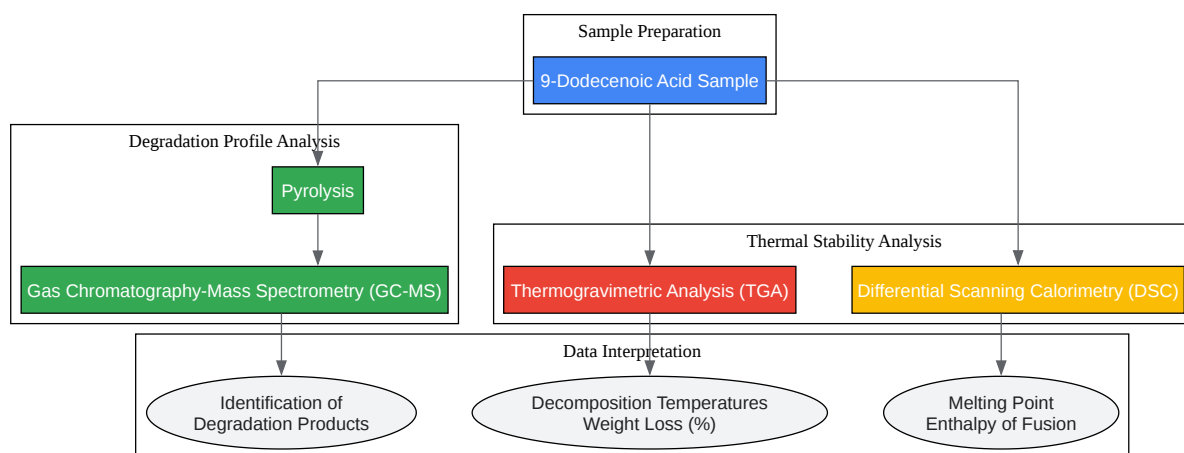 Sample Preparation
9-Dodecenoic Acid Sample
Degradation Profile Analysis
Pyrolysis
Thermal Stability Analysis
Gas Chromatography-Mass Spectrometry (GC-MS)
Thermogravimetric Analysis (TGA)
Differential Scanning Calorimetry (DSC)
Data Interpretation
Identification of
Degradation Products
Decomposition Temperatures
Weight Loss (%)
Melting Point
Enthalpy of Fusion